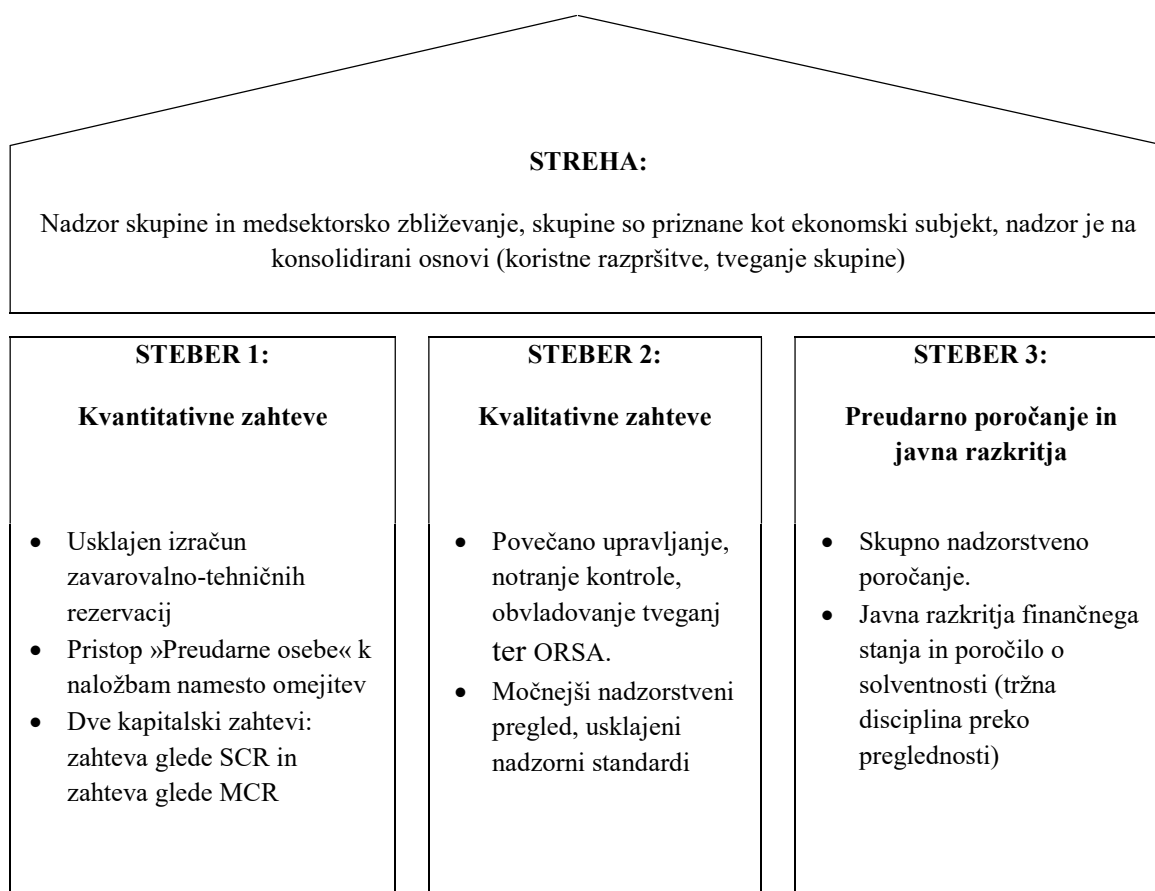 STREHA:
Nadzor skupine in medsektorsko zbliževanje, skupine so priznane kot ekonomski subjekt, nadzor je na
konsolidirani osnovi (koristne razpršitve, tveganje skupine)
STEBER 1:
Kvantitativne zahteve
• Usklajen izračun
zavarovalno-tehničnih
rezervacij
• Pristop »Preudarne osebe« k
naložbam namesto omejitev
• Dve kapitalski zahtevi:
zahteva glede SCR in
zahteva glede MCR
STEBER 2:
Kvalitativne zahteve
• Povečano upravljanje,
notranje kontrole,
obvladovanje tveganj
ter ORSA.
• Močnejši nadzorstveni
pregled, usklajeni
nadzorni standardi
STEBER 3:
Preudarno poročanje in
javna razkritja
• Skupno nadzorstveno
poročanje.
• Javna razkritja finančnega
stanja in poročilo o
solventnosti (tržna
disciplina preko
preglednosti)